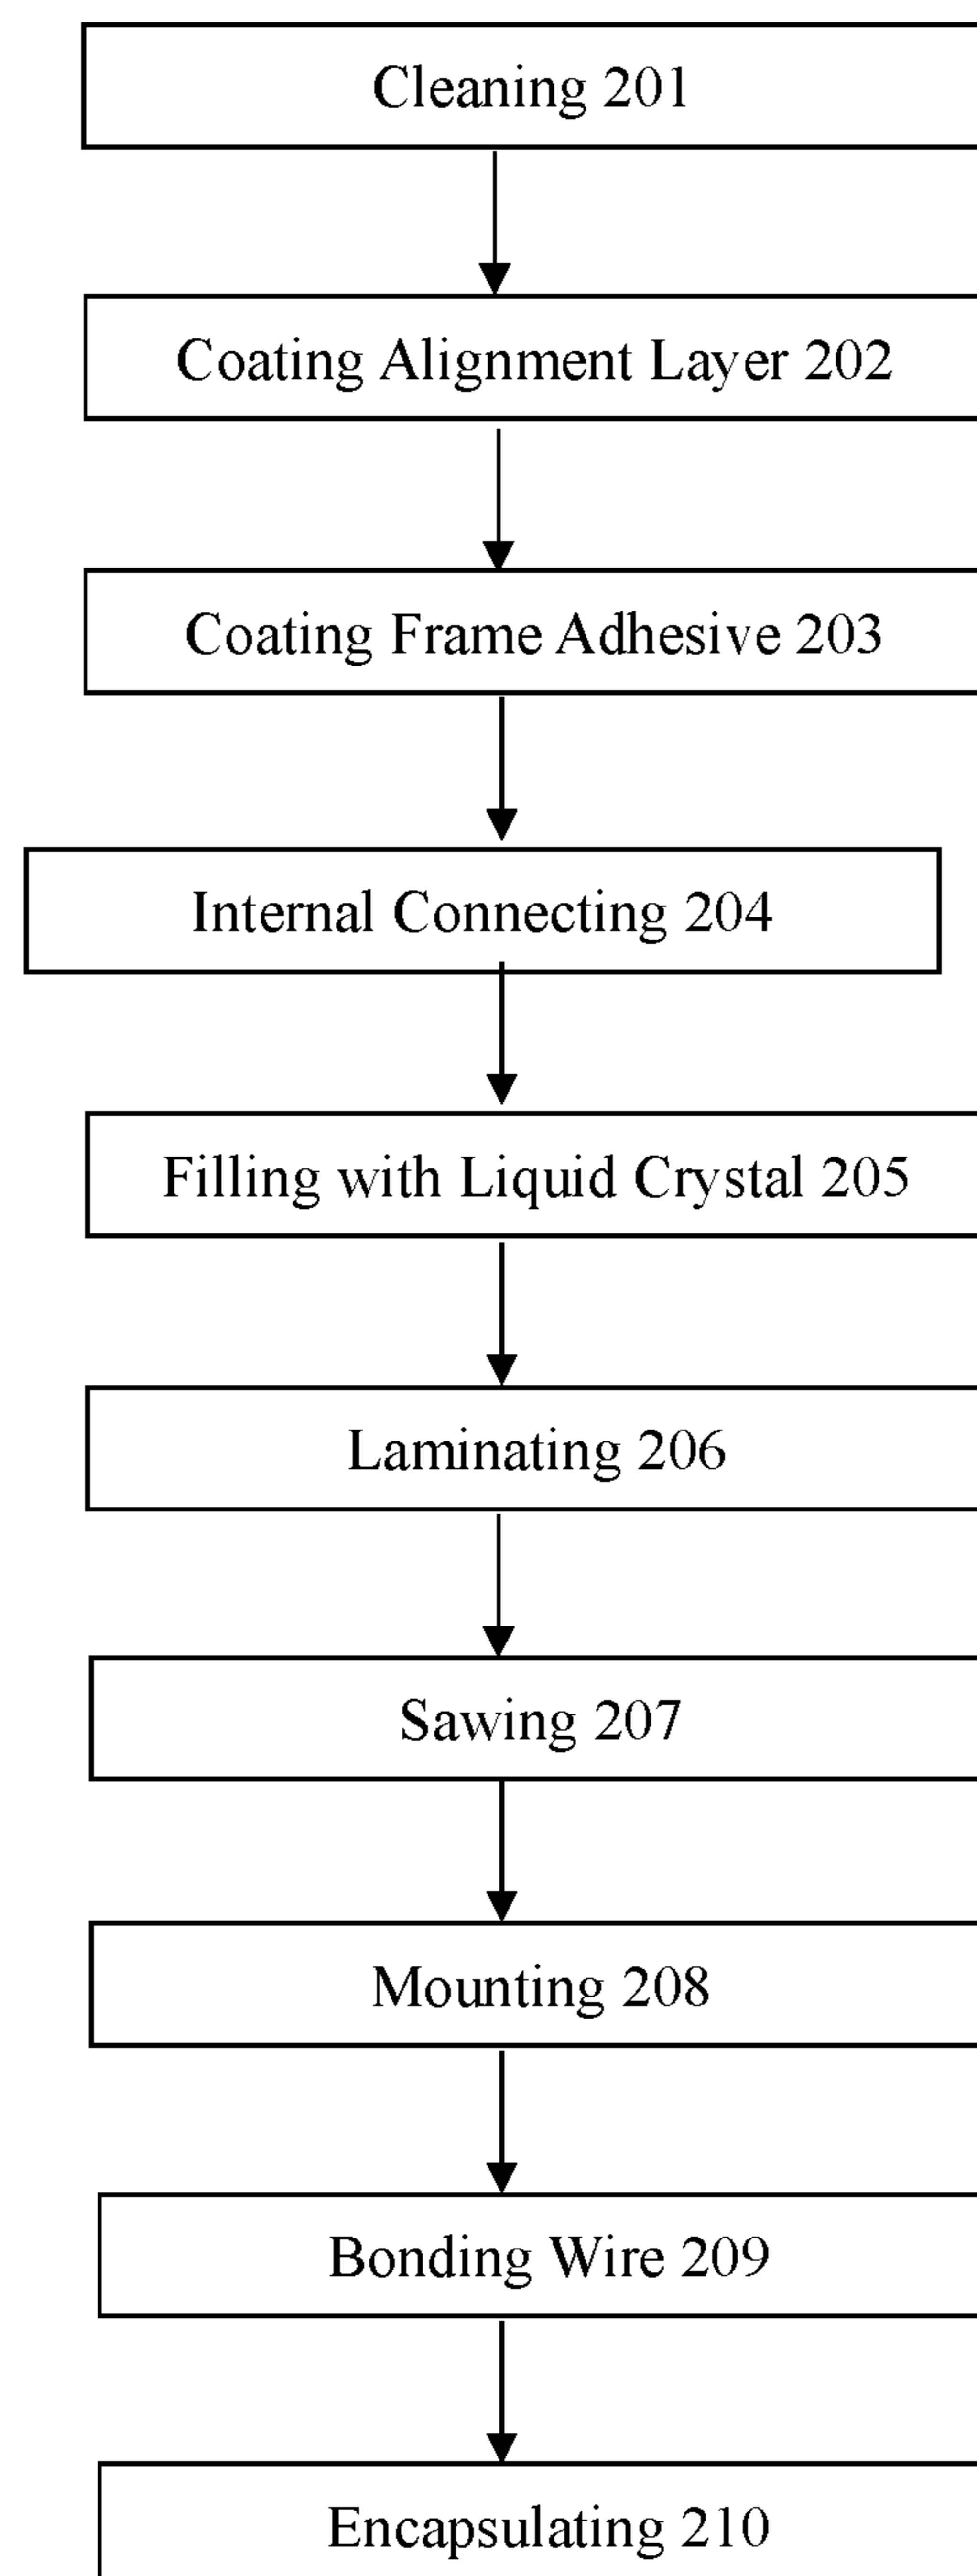 Cleaning 201
Coating Alignment Layer 202
Coating Frame Adhesive 203
Internal Connecting 204
Filling with Liquid Crystal 205
Laminating 206
Sawing 207
Mounting 208
Bonding Wire 209
Encapsulating 210